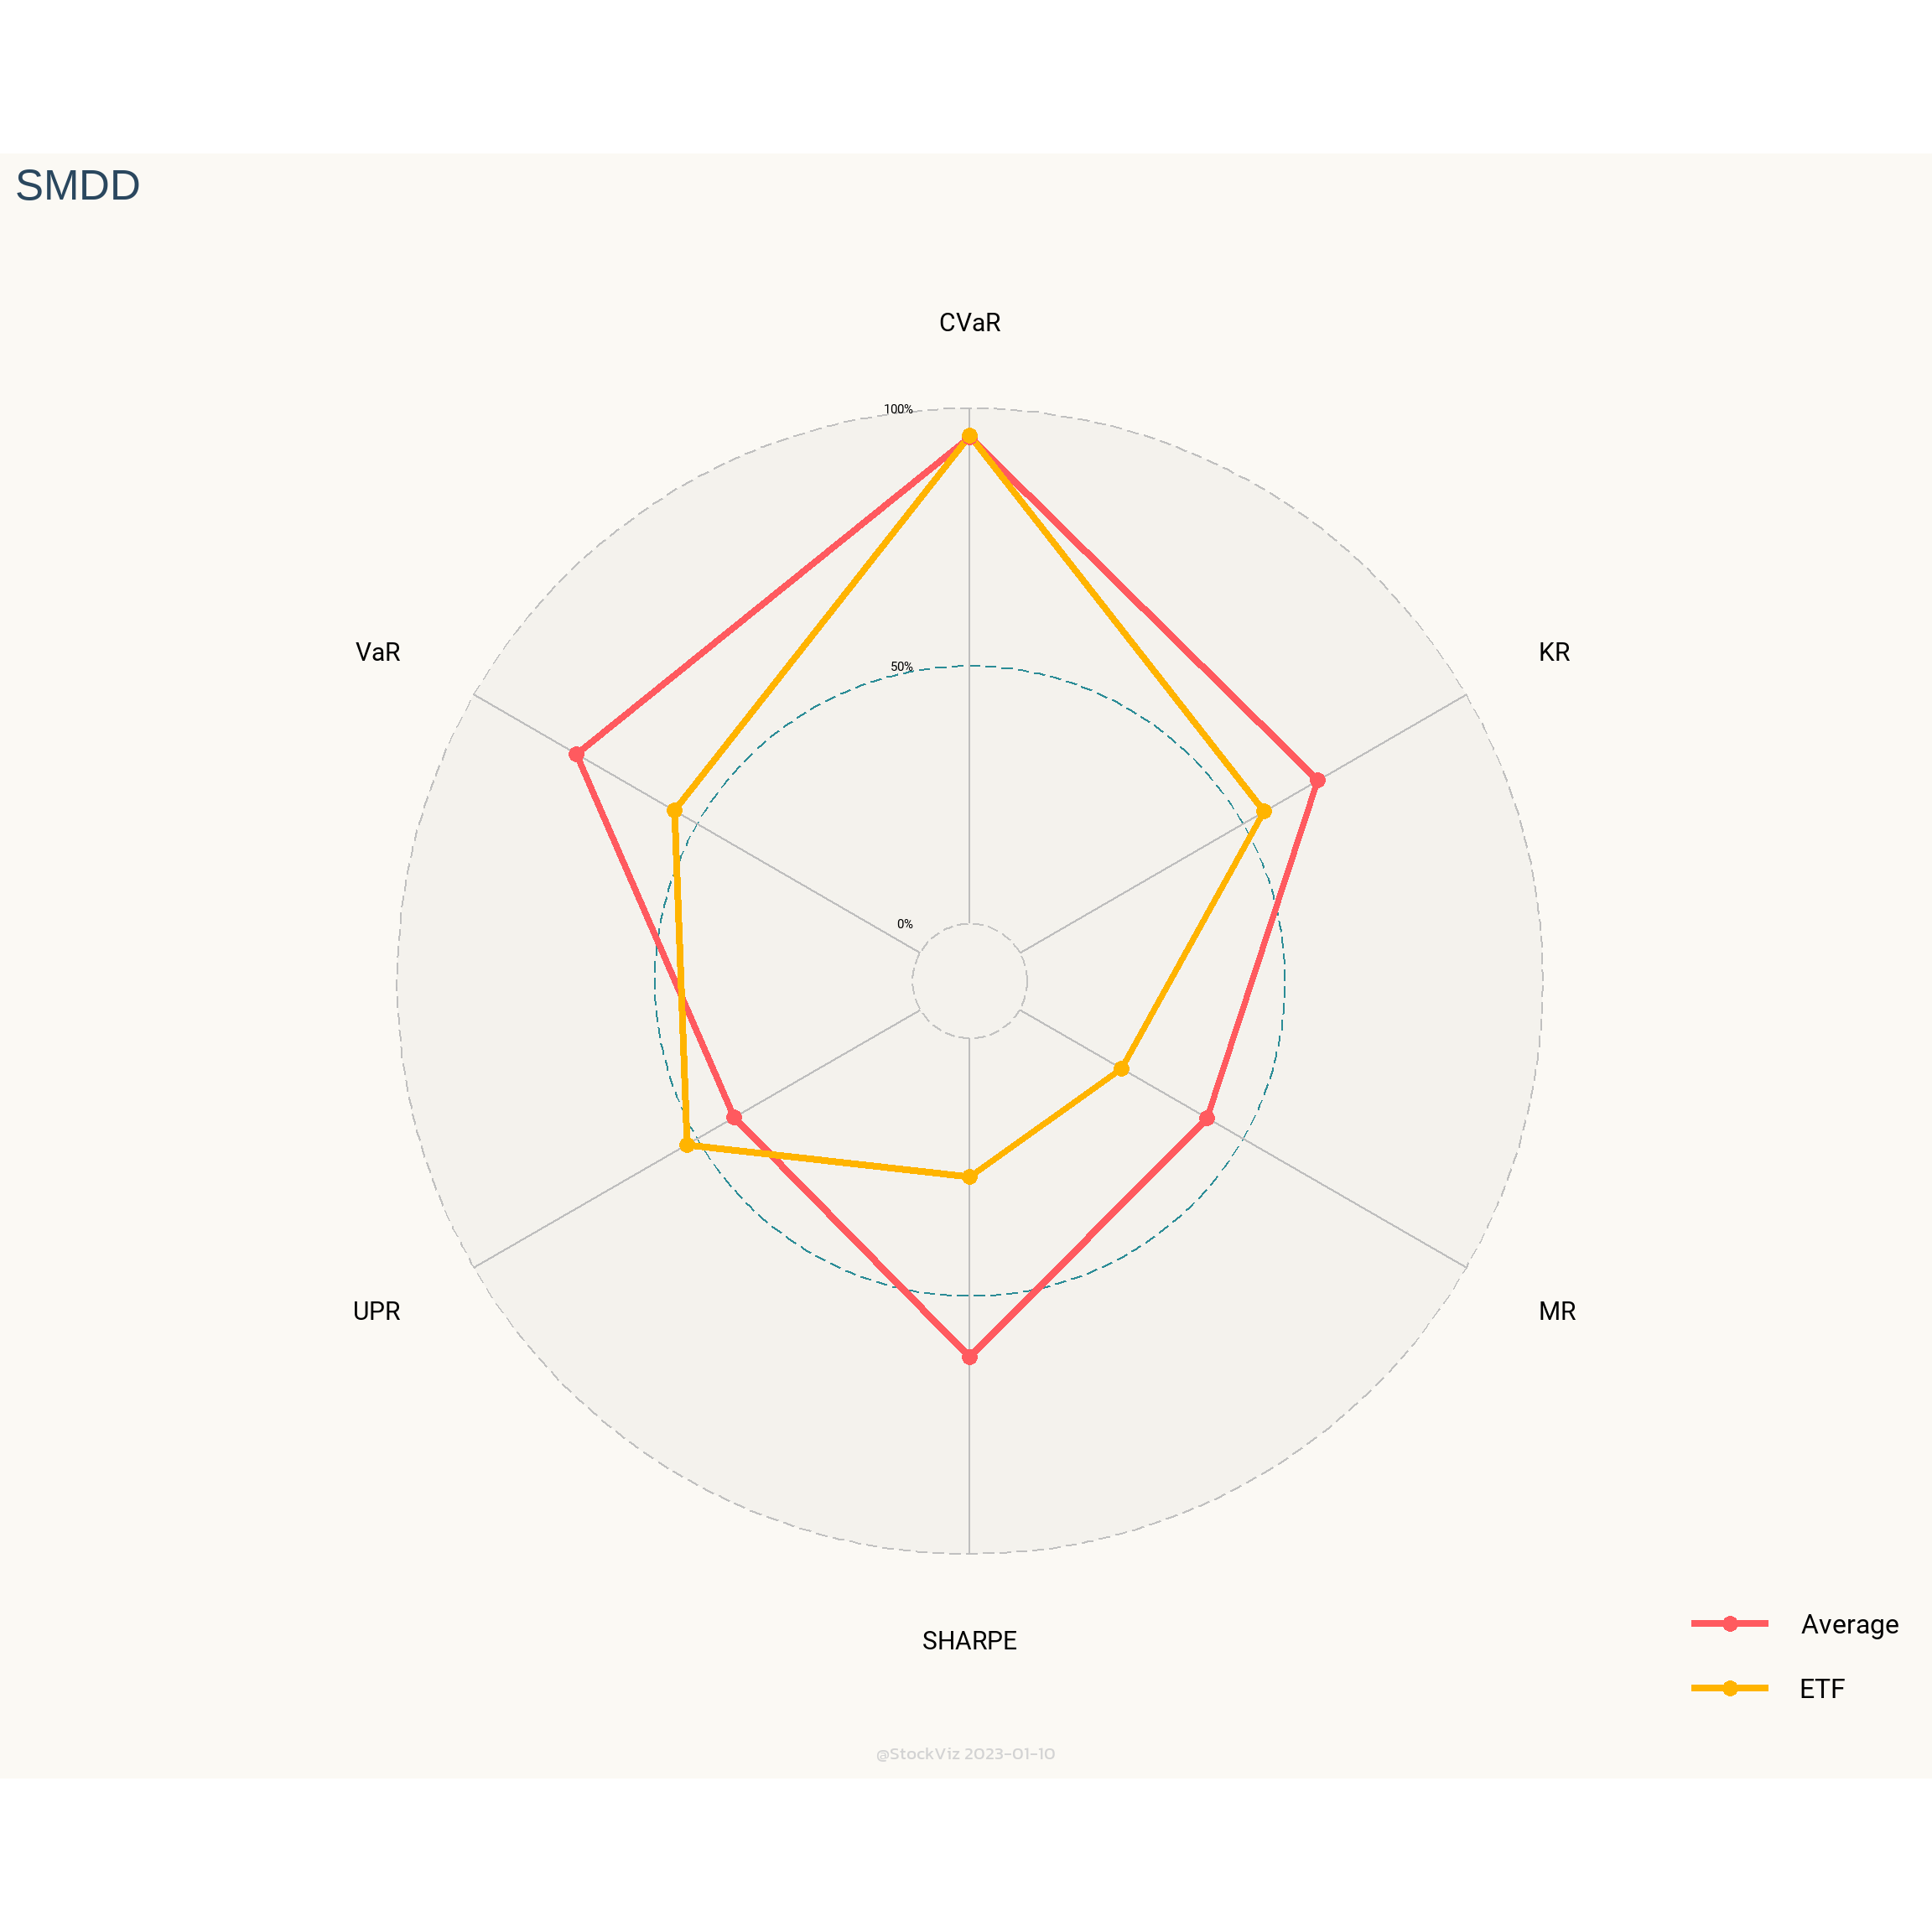 SMDD
CVaR
100%
VaR
KR
50%
0%
UPR
MR
SHARPE
Average
ETF
@StockViz 2023-01-10